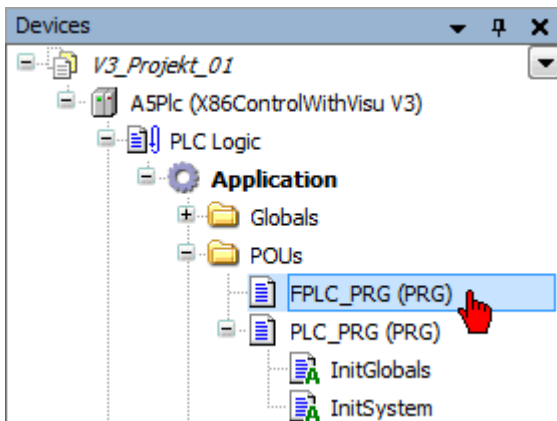 Devices
V3_Projekt_01
A5Plc (X86ControlWithVisu V3)
PLC Logic
Application
Globals
POUs
FPLC_PRG (PRG)
PLC_PRG (PRG)
InitGlobals
InitSystem